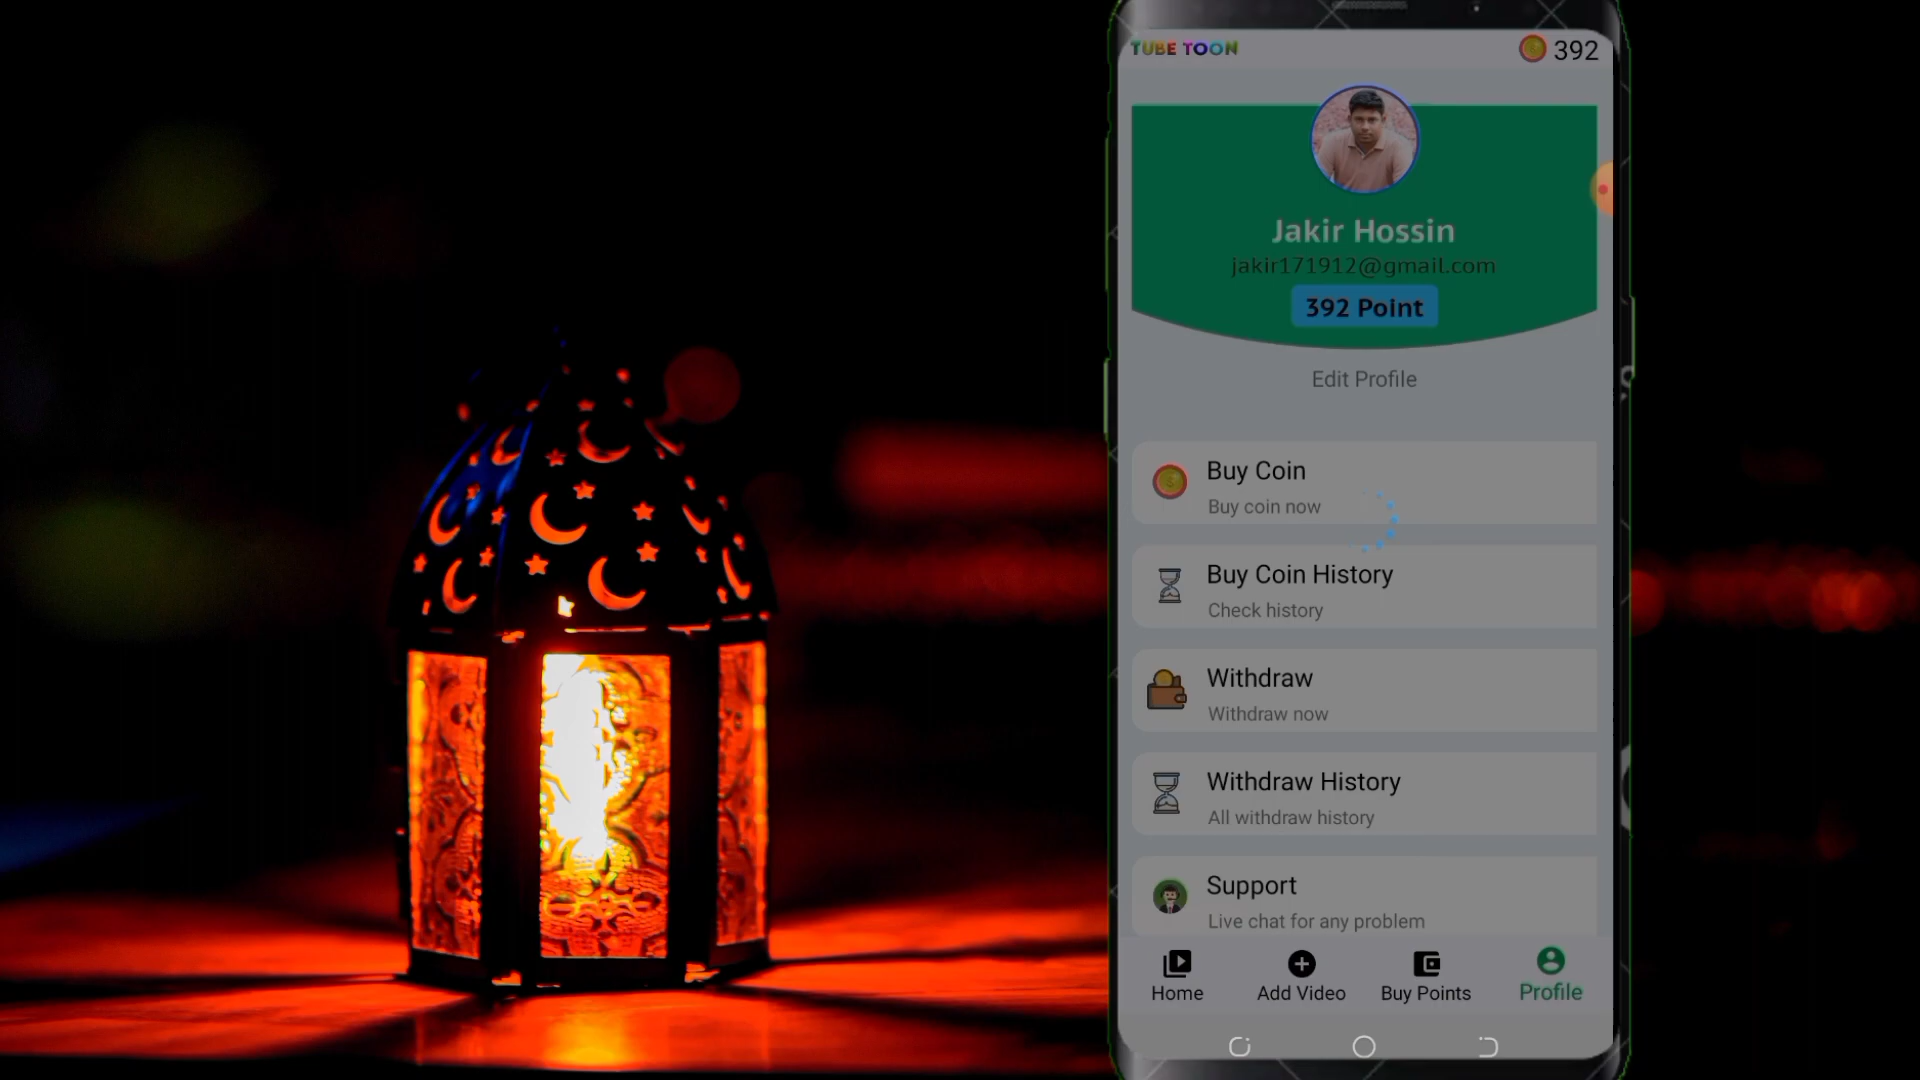 TUBE TOON
392
Jakir Hossin
jakir171912@gmail.com
392 Point
Edit Profile
Buy Coin
Buy coin now
Buy Coin History
Check history
Withdraw
Withdraw now
Withdraw History
All withdraw history
Support
Live chat for any problem
Home
Add Video
Buy Points
Profile